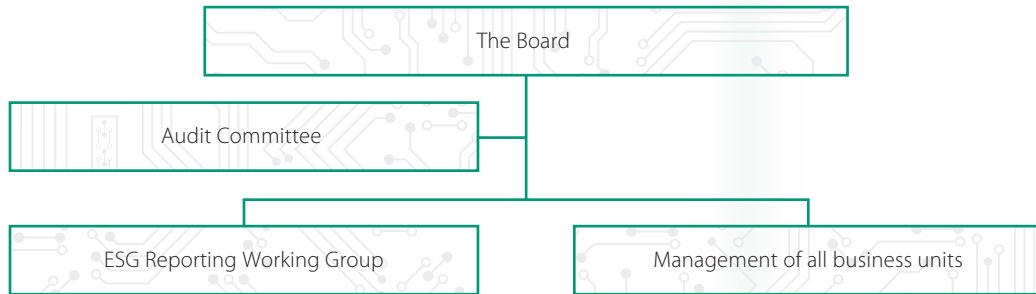 The Board
Audit Committee
ESG Reporting Working Group
Management of all business units